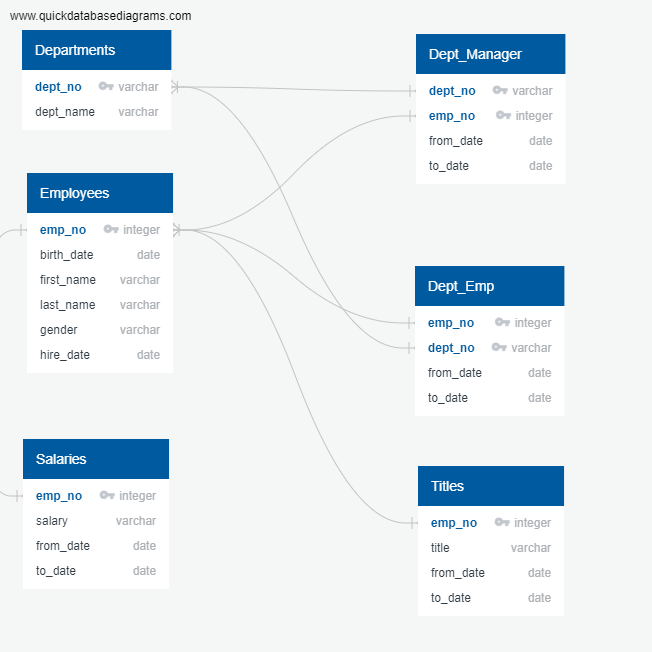 www.quickdatabasediagrams.com
Departments
dept_no varchar
dept_name varchar
Employees
emp_no integer
birth_date date
first_name varchar
last_name varchar
gender varchar
hire_date date
Salaries
emp_no integer
salary varchar
from_date date
to_date date
Dept_Manager
dept_no varchar
emp_no integer
from_date date
to_date date
Dept_Emp
emp_no integer
dept_no varchar
from_date date
to_date date
Titles
emp_no integer
title varchar
from_date date
to_date date